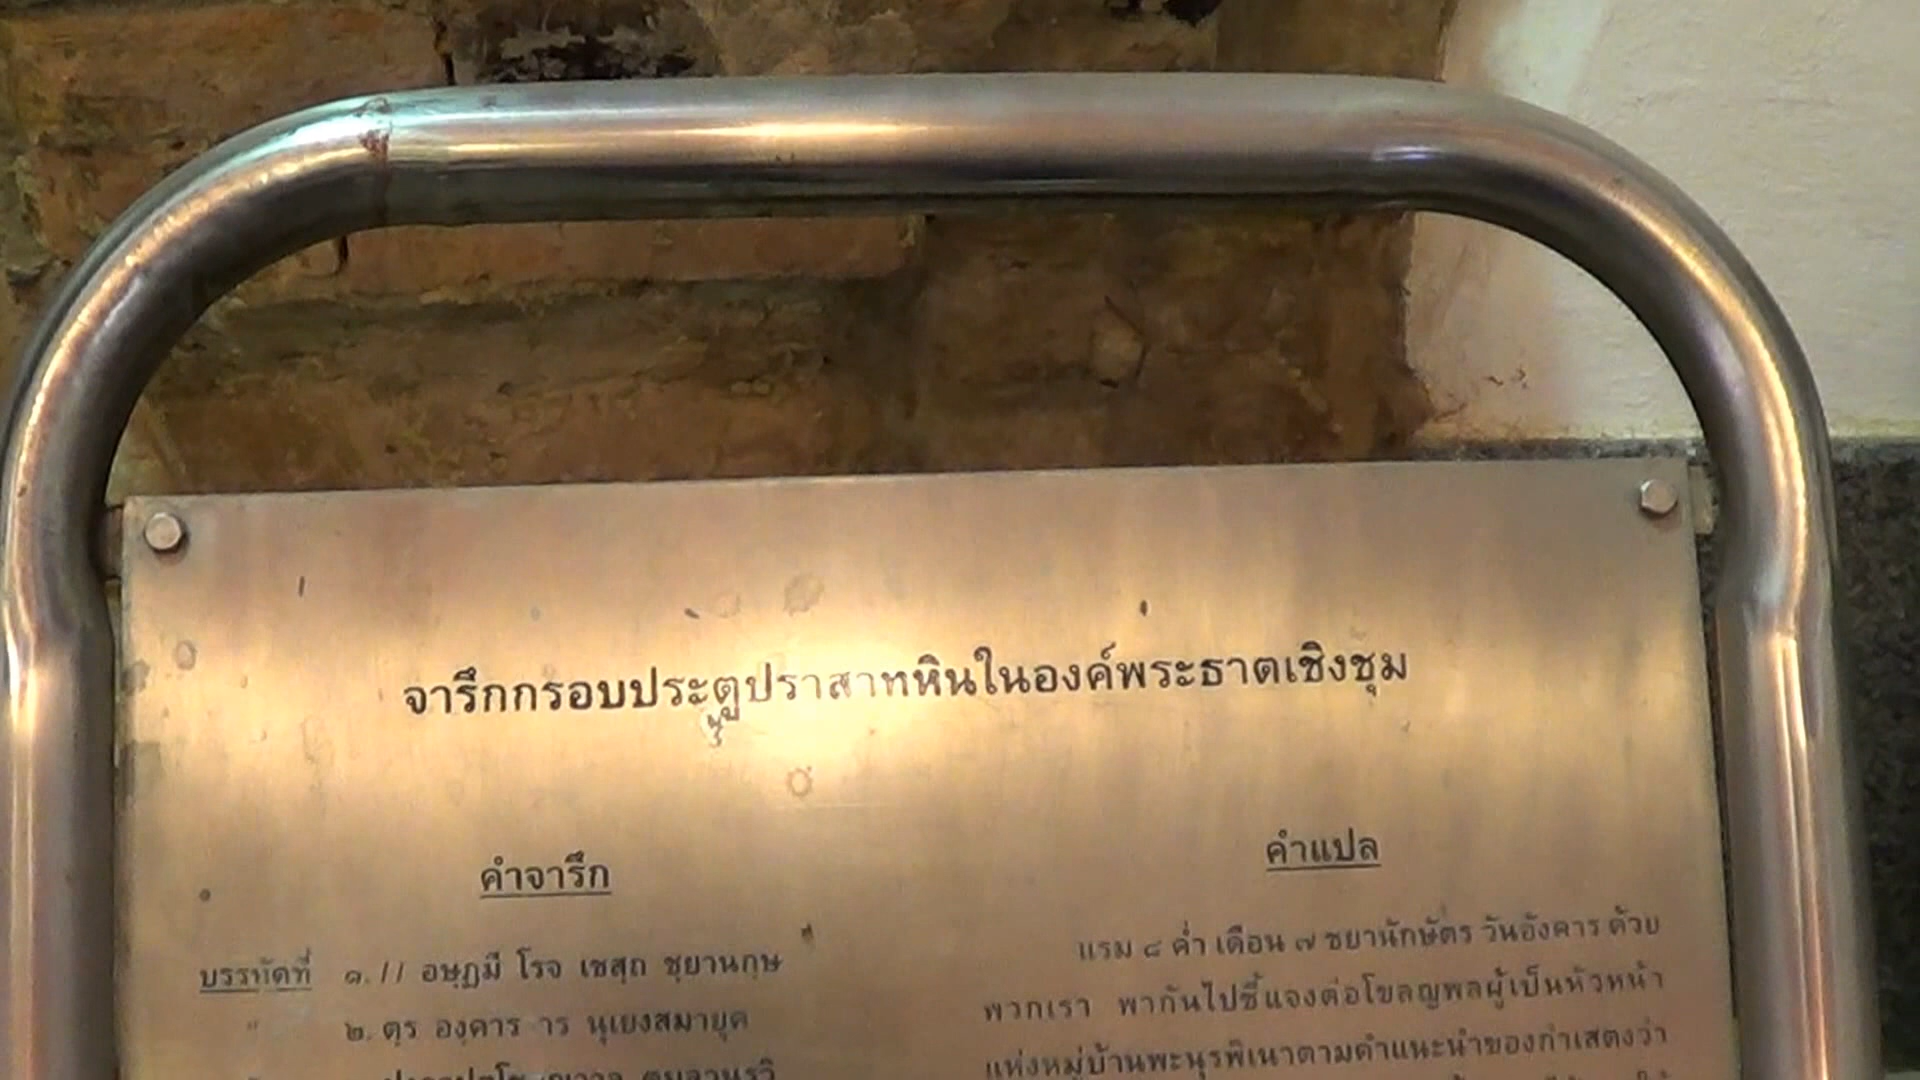 จารึกกรอบประตูปราสาทหินในองค์พระธาตุเชิงชุม
คำจารึก
บรรทัดที่ ๑. // อษฺฏมี โรจ เชสฺถ ชฺยานกฺษ
" ๒. ตฺร องฺคาร วาร นุเยงสมายุค
คำแปล
แรม ๘ ค่ำ เดือน ๗ ชยานักษัตร วันอังคาร ด้วย
พวกเรา พากันไปชี้แจงต่อโขลญพลผู้เป็นหัวหน้า
แห่งหมู่บ้านพะนุรพิเนาตามคำแนะนำของกำเสตงว่า